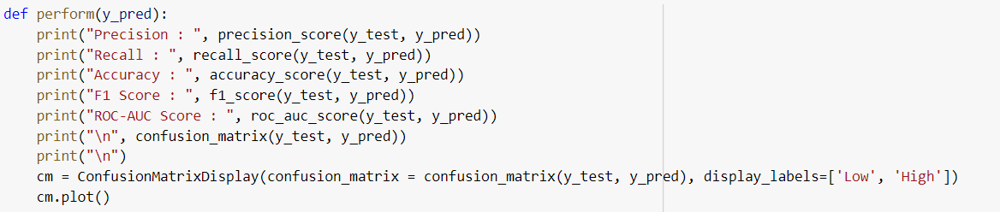 def perform(y_pred):
    print("Precision : ", precision_score(y_test, y_pred))
    print("Recall : ", recall_score(y_test, y_pred))
    print("Accuracy : ", accuracy_score(y_test, y_pred))
    print("F1 Score : ", f1_score(y_test, y_pred))
    print("ROC-AUC Score : ", roc_auc_score(y_test, y_pred))
    print("\n", confusion_matrix(y_test, y_pred))
    print("\n")
    cm = ConfusionMatrixDisplay(confusion_matrix = confusion_matrix(y_test, y_pred), display_labels=['Low', 'High'])
    cm.plot()